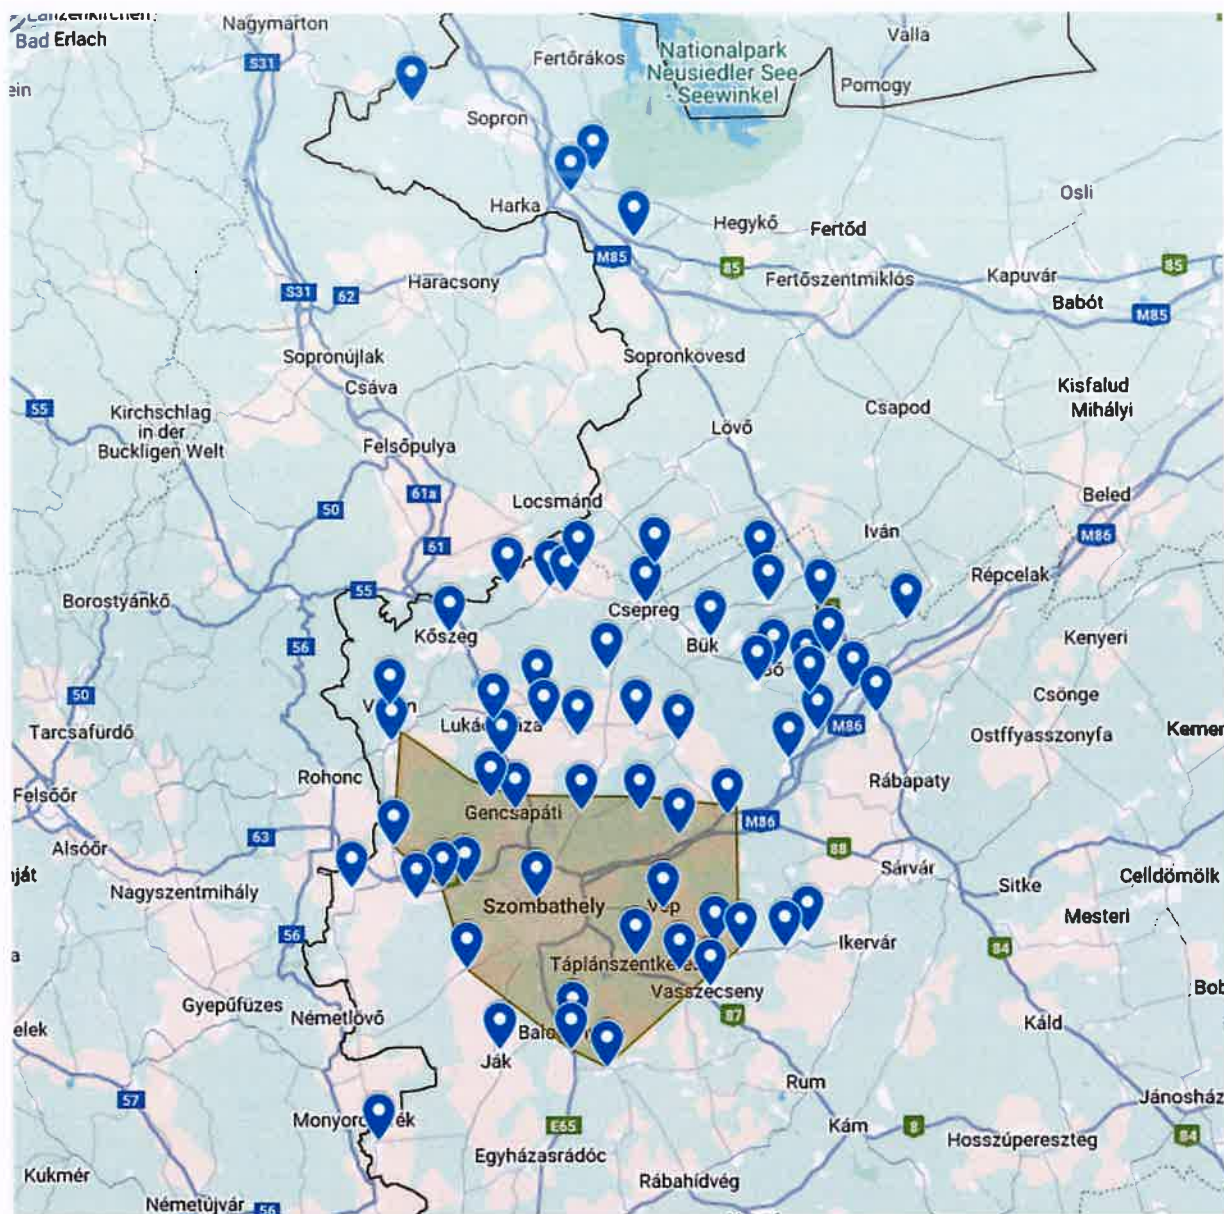 Lanzenkirchen
Nagymarton
Valla
Bad Erlach
S31
Fertőrákos
Nationalpark
Neusiedler See
- Seewinkel
ein
Pomogy
Sopron
Osli
Harka
Hegykő
Fertőd
M85
85
85
Haracsony
Fertőszentmiklós
Kapuvár
S31
62
Babót
M85
Sopronújlak
Sopronkövesd
Csáva
Kisfalud
55
Kirchschlag
in der
Buckligen Welt
Csapod
Mihályi
Lövő
Felsőpulya
61a
Locsmánd
Beled
50
Iván
M86
61
Répcelak
55
Borostyánkő
Csepreg
Kőszeg
Bük
Kenyeri
56
50
Csönge
Tarcsafürdő
M86
Ostffyasszonyfa
Rohonc
Rábapaty
Felsőőr
Gencsapáti
M86
63
Alsóőr
88
Sárvár
Nagyszentmihály
Sitke
Celldömölk
Szombathely
Vép
Mesteri
56
Ikervár
84
Vasszécseny
Gyepűfüzes
Németlövő
87
Káld
elek
Ják
Rum
57
Jánosház
E65
Kám
8
Hosszúpereszteg
84
Egyházasrádóc
Kukmér
Rábahídvég
Németújvár
56